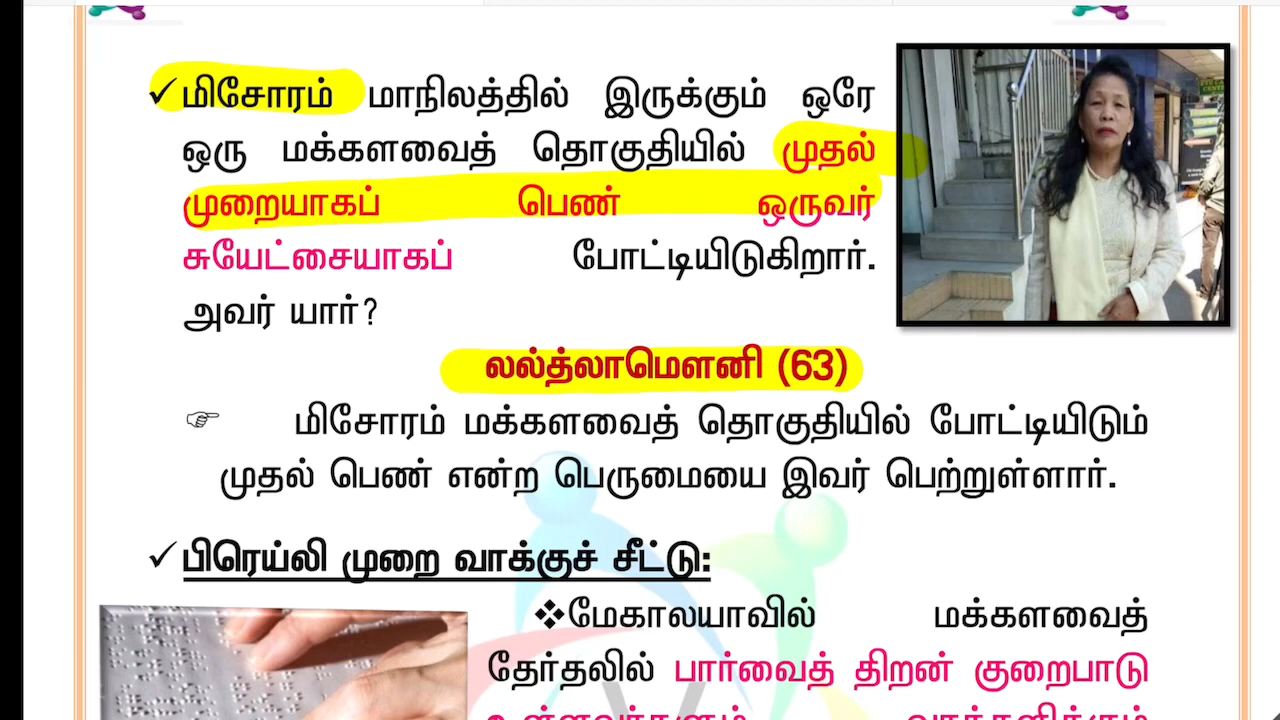 ✓ மிசோரம் மாநிலத்தில் இருக்கும் ஒரே
ஒரு மக்களவைத் தொகுதியில் முதல்
முறையாகப் பெண் ஒருவர்
சுயேட்சையாகப் போட்டியிடுகிறார்.
அவர் யார்?
லல்த்லாமௌனி (63)
☞ மிசோரம் மக்களவைத் தொகுதியில் போட்டியிடும்
முதல் பெண் என்ற பெருமையை இவர் பெற்றுள்ளார்.
✓ பிரெய்லி முறை வாக்குச் சீட்டு:
❖மேகாலயாவில் மக்களவைத்
தேர்தலில் பார்வைத் திறன் குறைபாடு